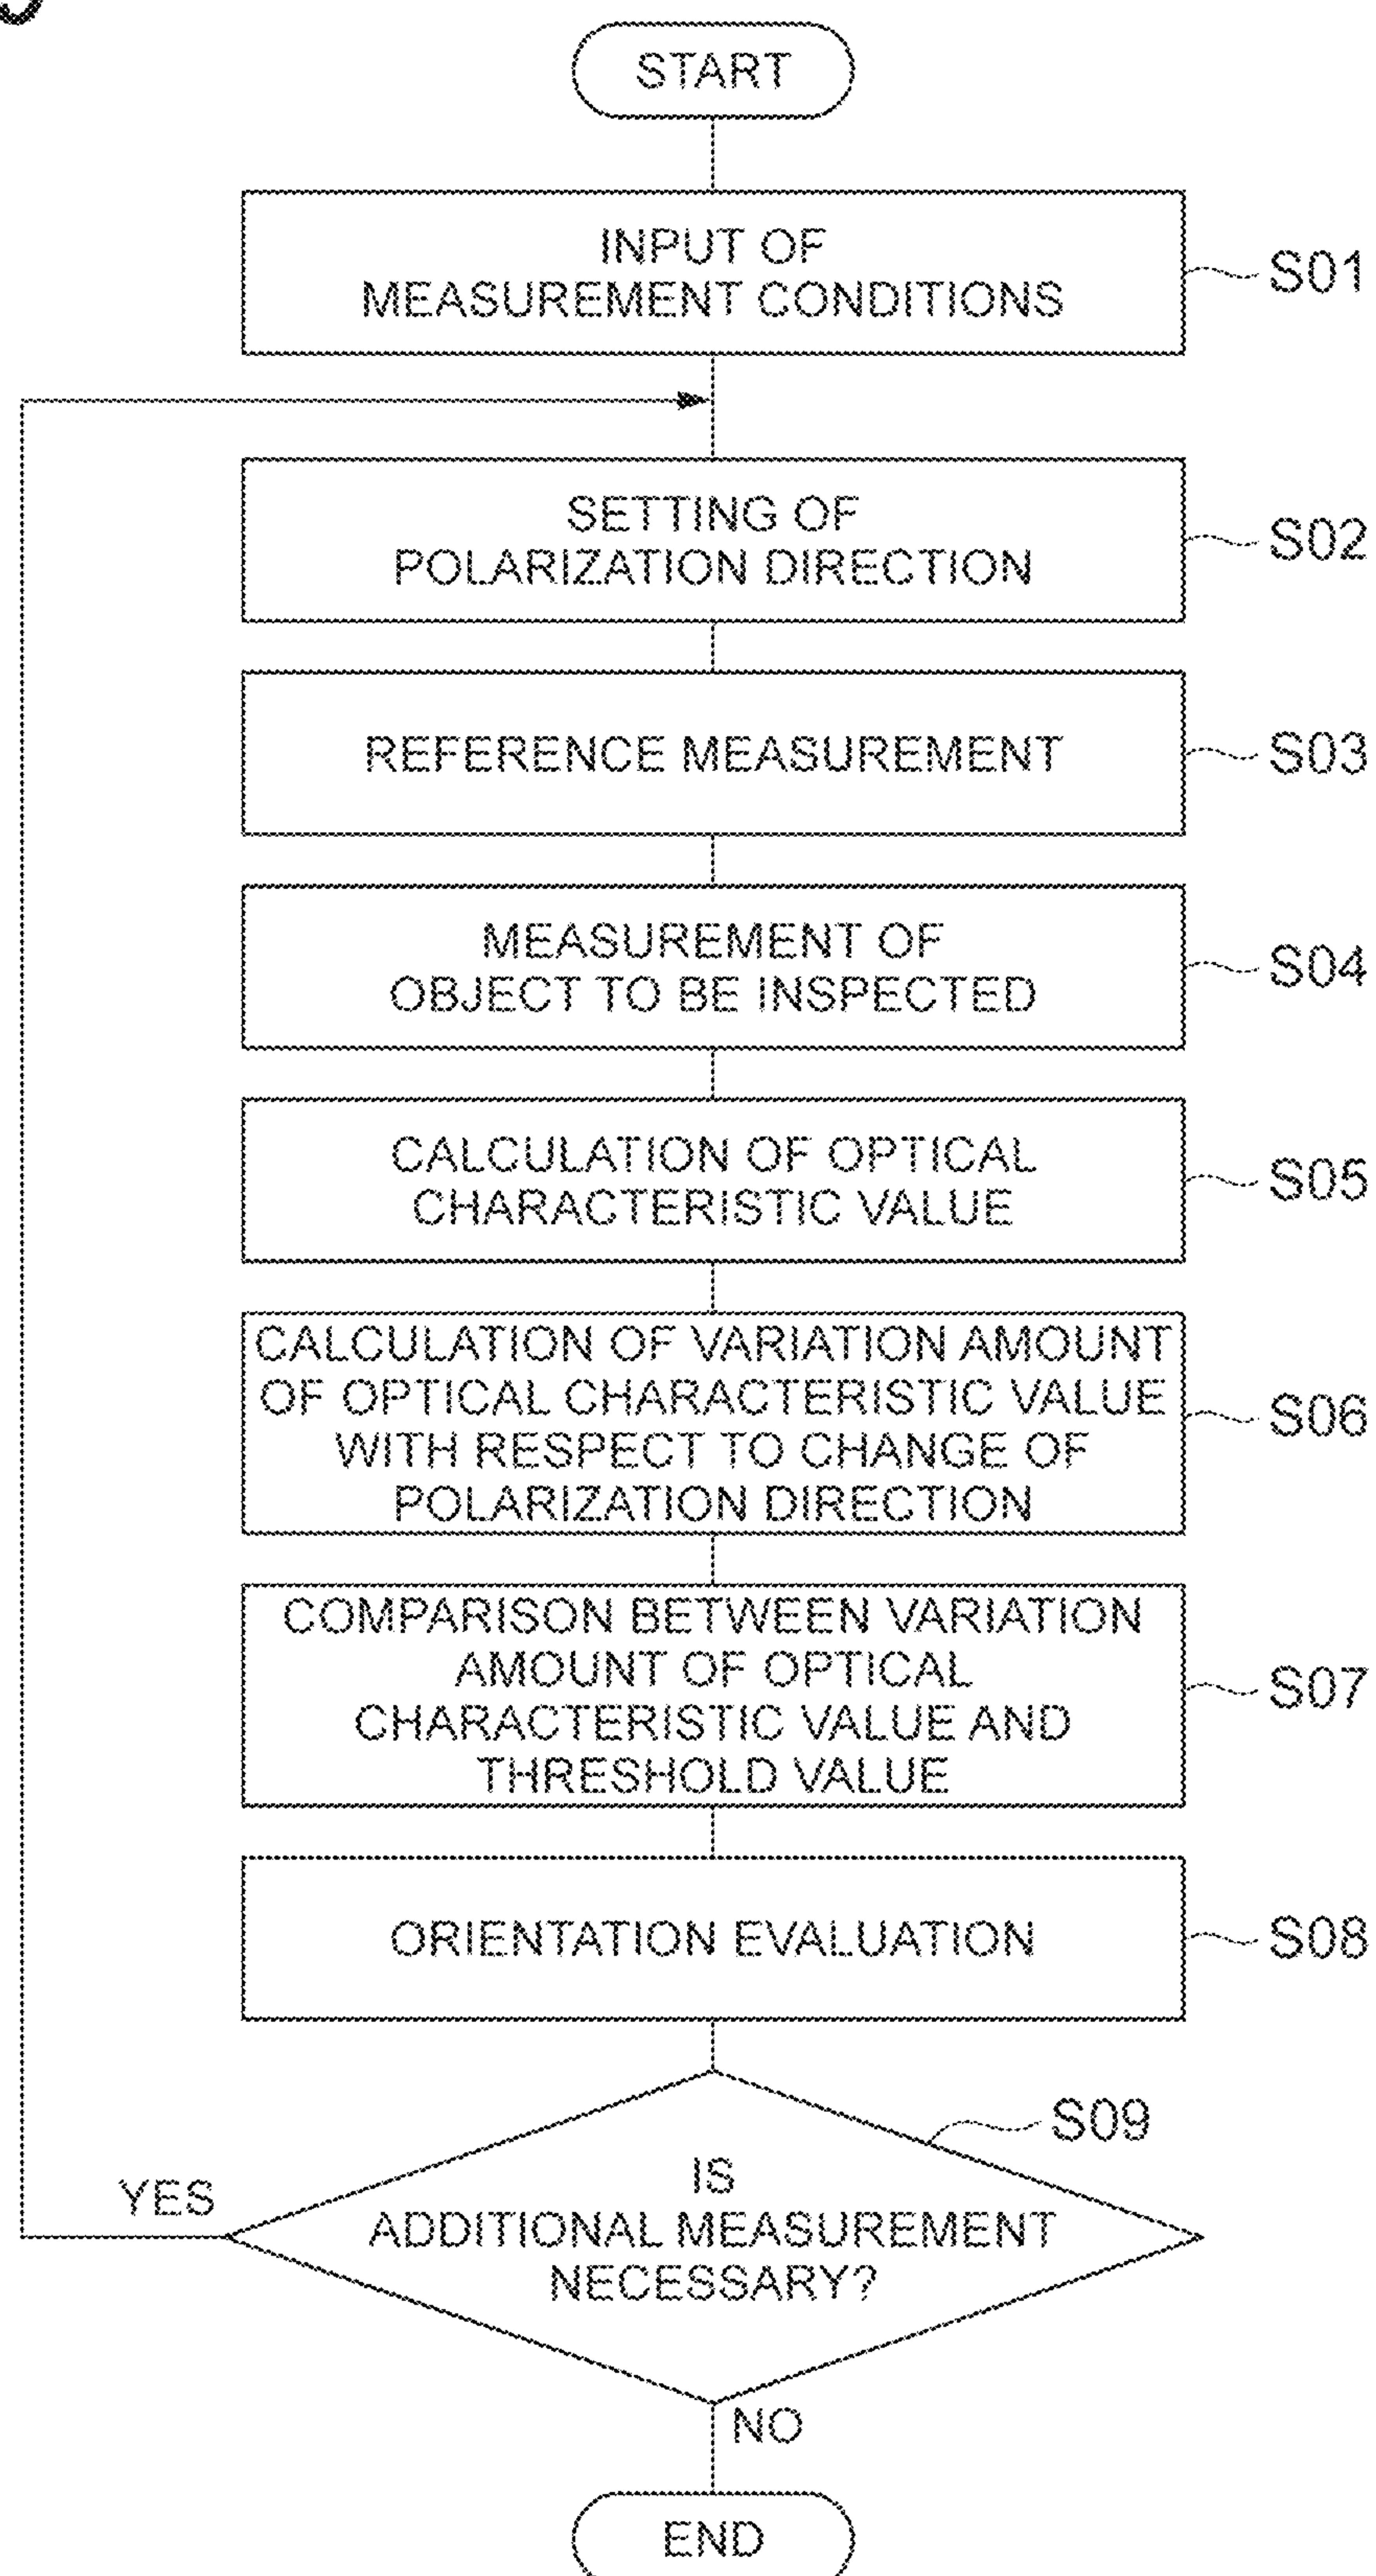 START
INPUT OF
MEASUREMENT CONDITIONS
S01
SETTING OF
POLARIZATION DIRECTION
S02
REFERENCE MEASUREMENT
S03
MEASUREMENT OF
OBJECT TO BE INSPECTED
S04
CALCULATION OF OPTICAL
CHARACTERISTIC VALUE
S05
CALCULATION OF VARIATION AMOUNT
OF OPTICAL CHARACTERISTIC VALUE
WITH RESPECT TO CHANGE OF
POLARIZATION DIRECTION
S06
COMPARISON BETWEEN VARIATION
AMOUNT OF OPTICAL
CHARACTERISTIC VALUE AND
THRESHOLD VALUE
S07
ORIENTATION EVALUATION
S08
S09
IS
ADDITIONAL MEASUREMENT
NECESSARY?
YES
NO
END